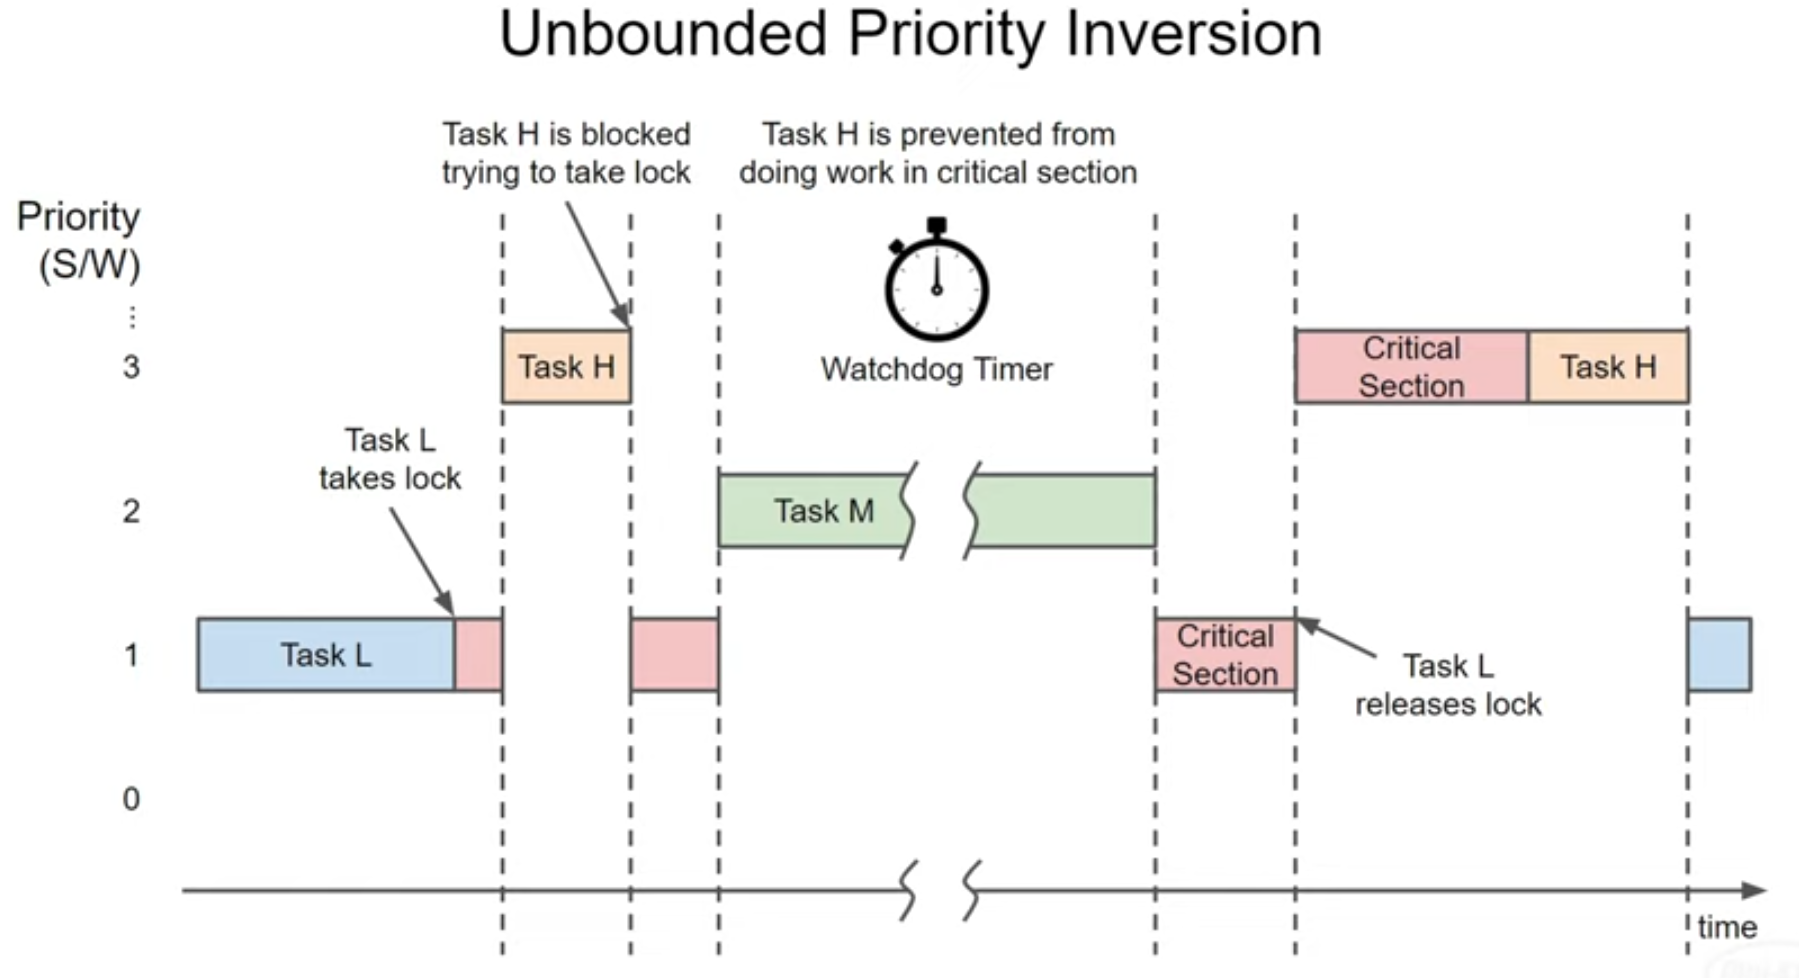 Unbounded Priority Inversion
Task H is blocked
trying to take lock
Task H is prevented from
doing work in critical section
Priority
(S/W)
⋮
3
Task H
Watchdog Timer
Critical
Section
Task H
Task L
takes lock
2
Task M
1
Task L
Critical
Section
Task L
releases lock
0
time